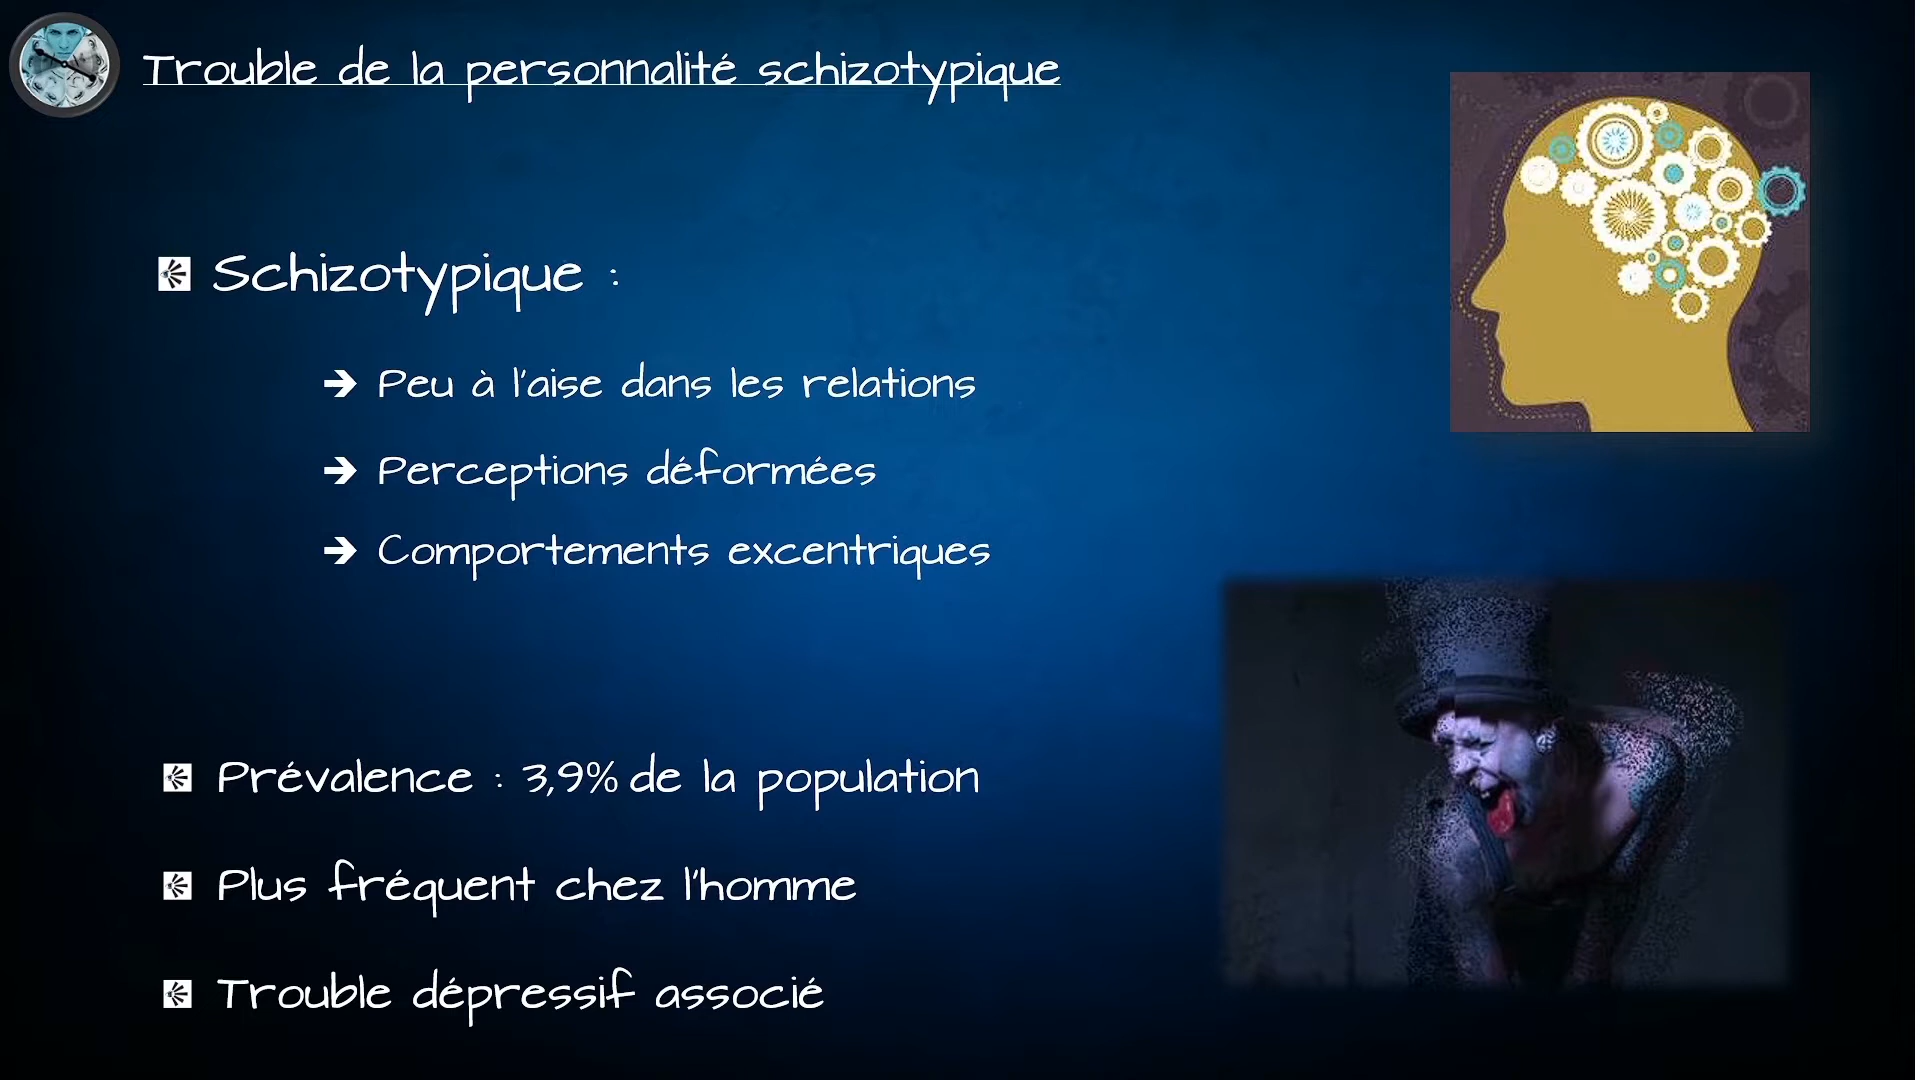 Trouble de la personnalité schizotypique
Schizotypique :
➔ Peu à l'aise dans les relations
➔ Perceptions déformées
➔ Comportements excentriques
Prévalence : 3,9% de la population
Plus fréquent chez l'homme
Trouble dépressif associé